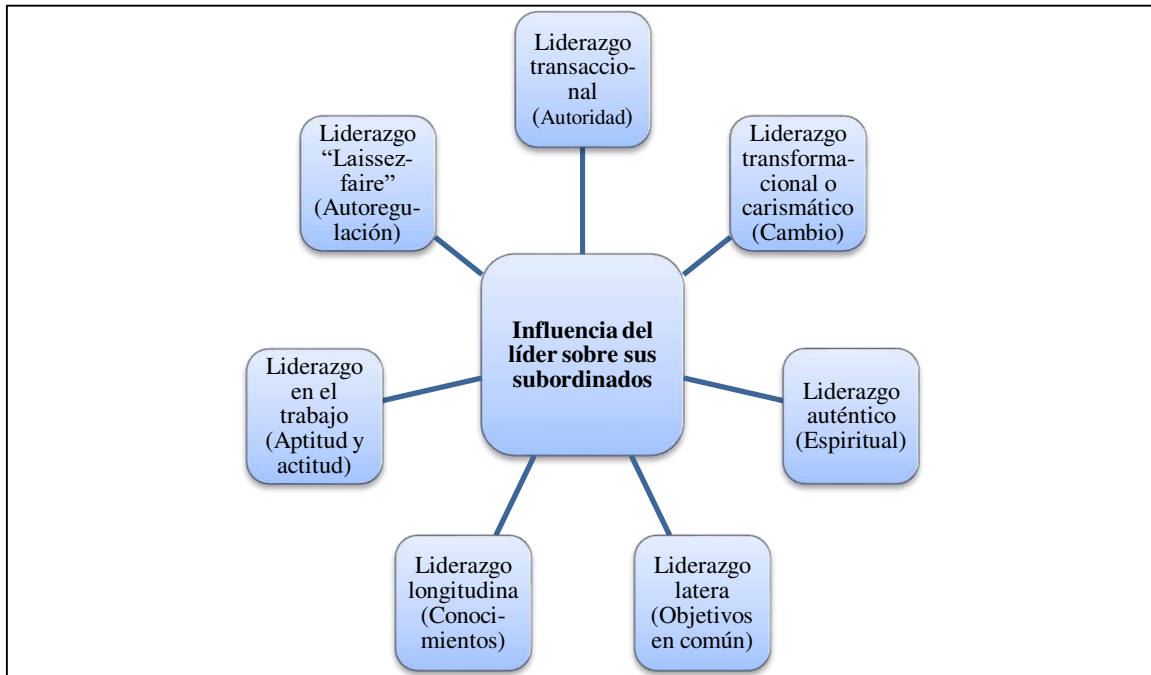 Liderazgo
transaccio-
nal
(Autoridad)
Liderazgo
transforma-
cional o
carismático
(Cambio)
Liderazgo
auténtico
(Espiritual)
Liderazgo
latera
(Objetivos
en común)
Liderazgo
longitudina
(Conoci-
mientos)
Liderazgo
en el
trabajo
(Aptitud y
actitud)
Liderazgo
“Laissez-
faire”
(Autoregu-
lación)
Influencia del
líder sobre sus
subordinados